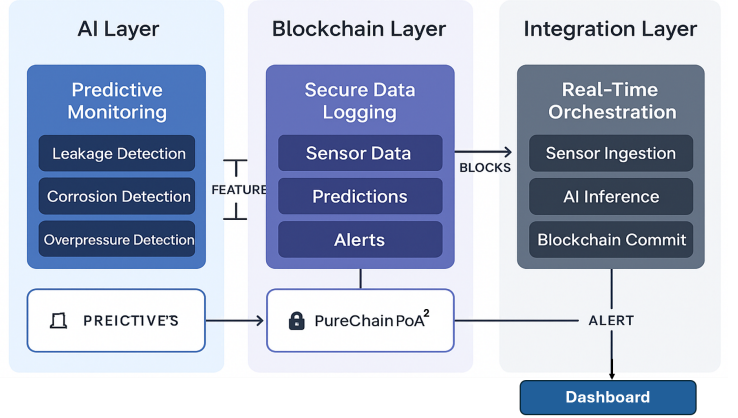 AI Layer
Blockchain Layer
Integration Layer
Predictive
Monitoring
Leakage Detection
Corrosion Detection
Overpressure Detection
FEATURE
Secure Data
Logging
Sensor Data
Predictions
Alerts
BLOCKS
Real-Time
Orchestration
Sensor Ingestion
AI Inference
Blockchain Commit
PREICTIVE'S
PureChain PoA²
ALERT
Dashboard